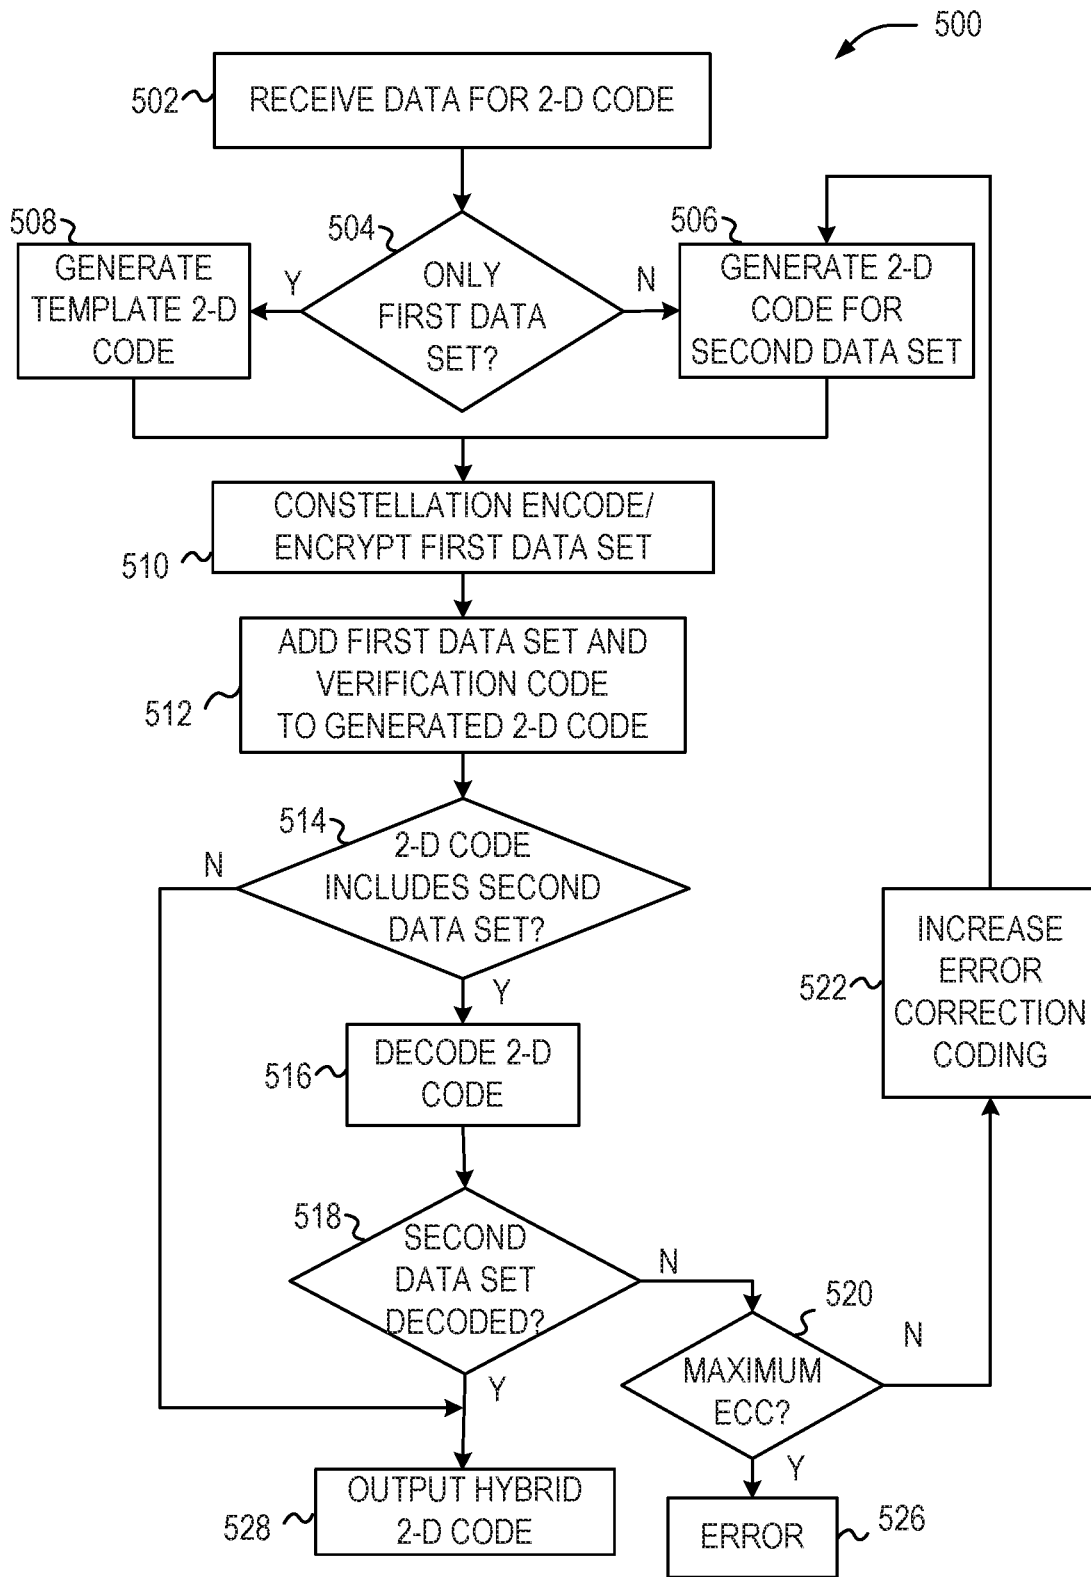 500
502
RECEIVE DATA FOR 2-D CODE
508
504
506
GENERATE
TEMPLATE 2-D
CODE
Y
ONLY
FIRST DATA
SET?
N
GENERATE 2-D
CODE FOR
SECOND DATA SET
CONSTELLATION ENCODE/
ENCRYPT FIRST DATA SET
510
ADD FIRST DATA SET AND
VERIFICATION CODE
TO GENERATED 2-D CODE
512
514
N
2-D CODE
INCLUDES SECOND
DATA SET?
Y
522
INCREASE
ERROR
CORRECTION
CODING
516
DECODE 2-D
CODE
518
SECOND
DATA SET
DECODED?
N
520
N
Y
MAXIMUM
ECC?
Y
OUTPUT HYBRID
2-D CODE
528
ERROR
526